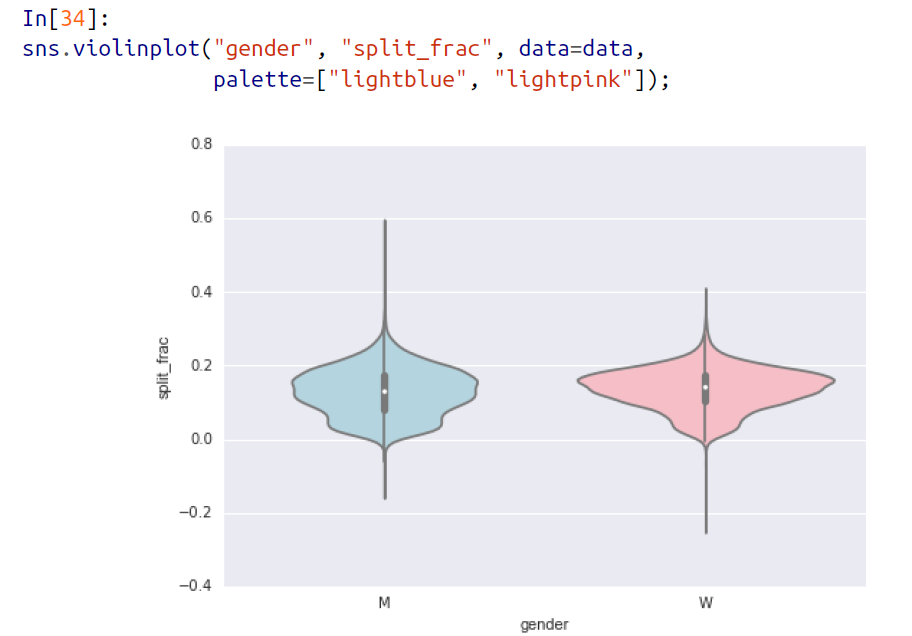 In[34]:
sns.violinplot("gender", "split_frac", data=data,
palette=["lightblue", "lightpink"]);
0.8
0.6
0.4
0.2
0.0
−0.2
−0.4
split_frac
M W
gender